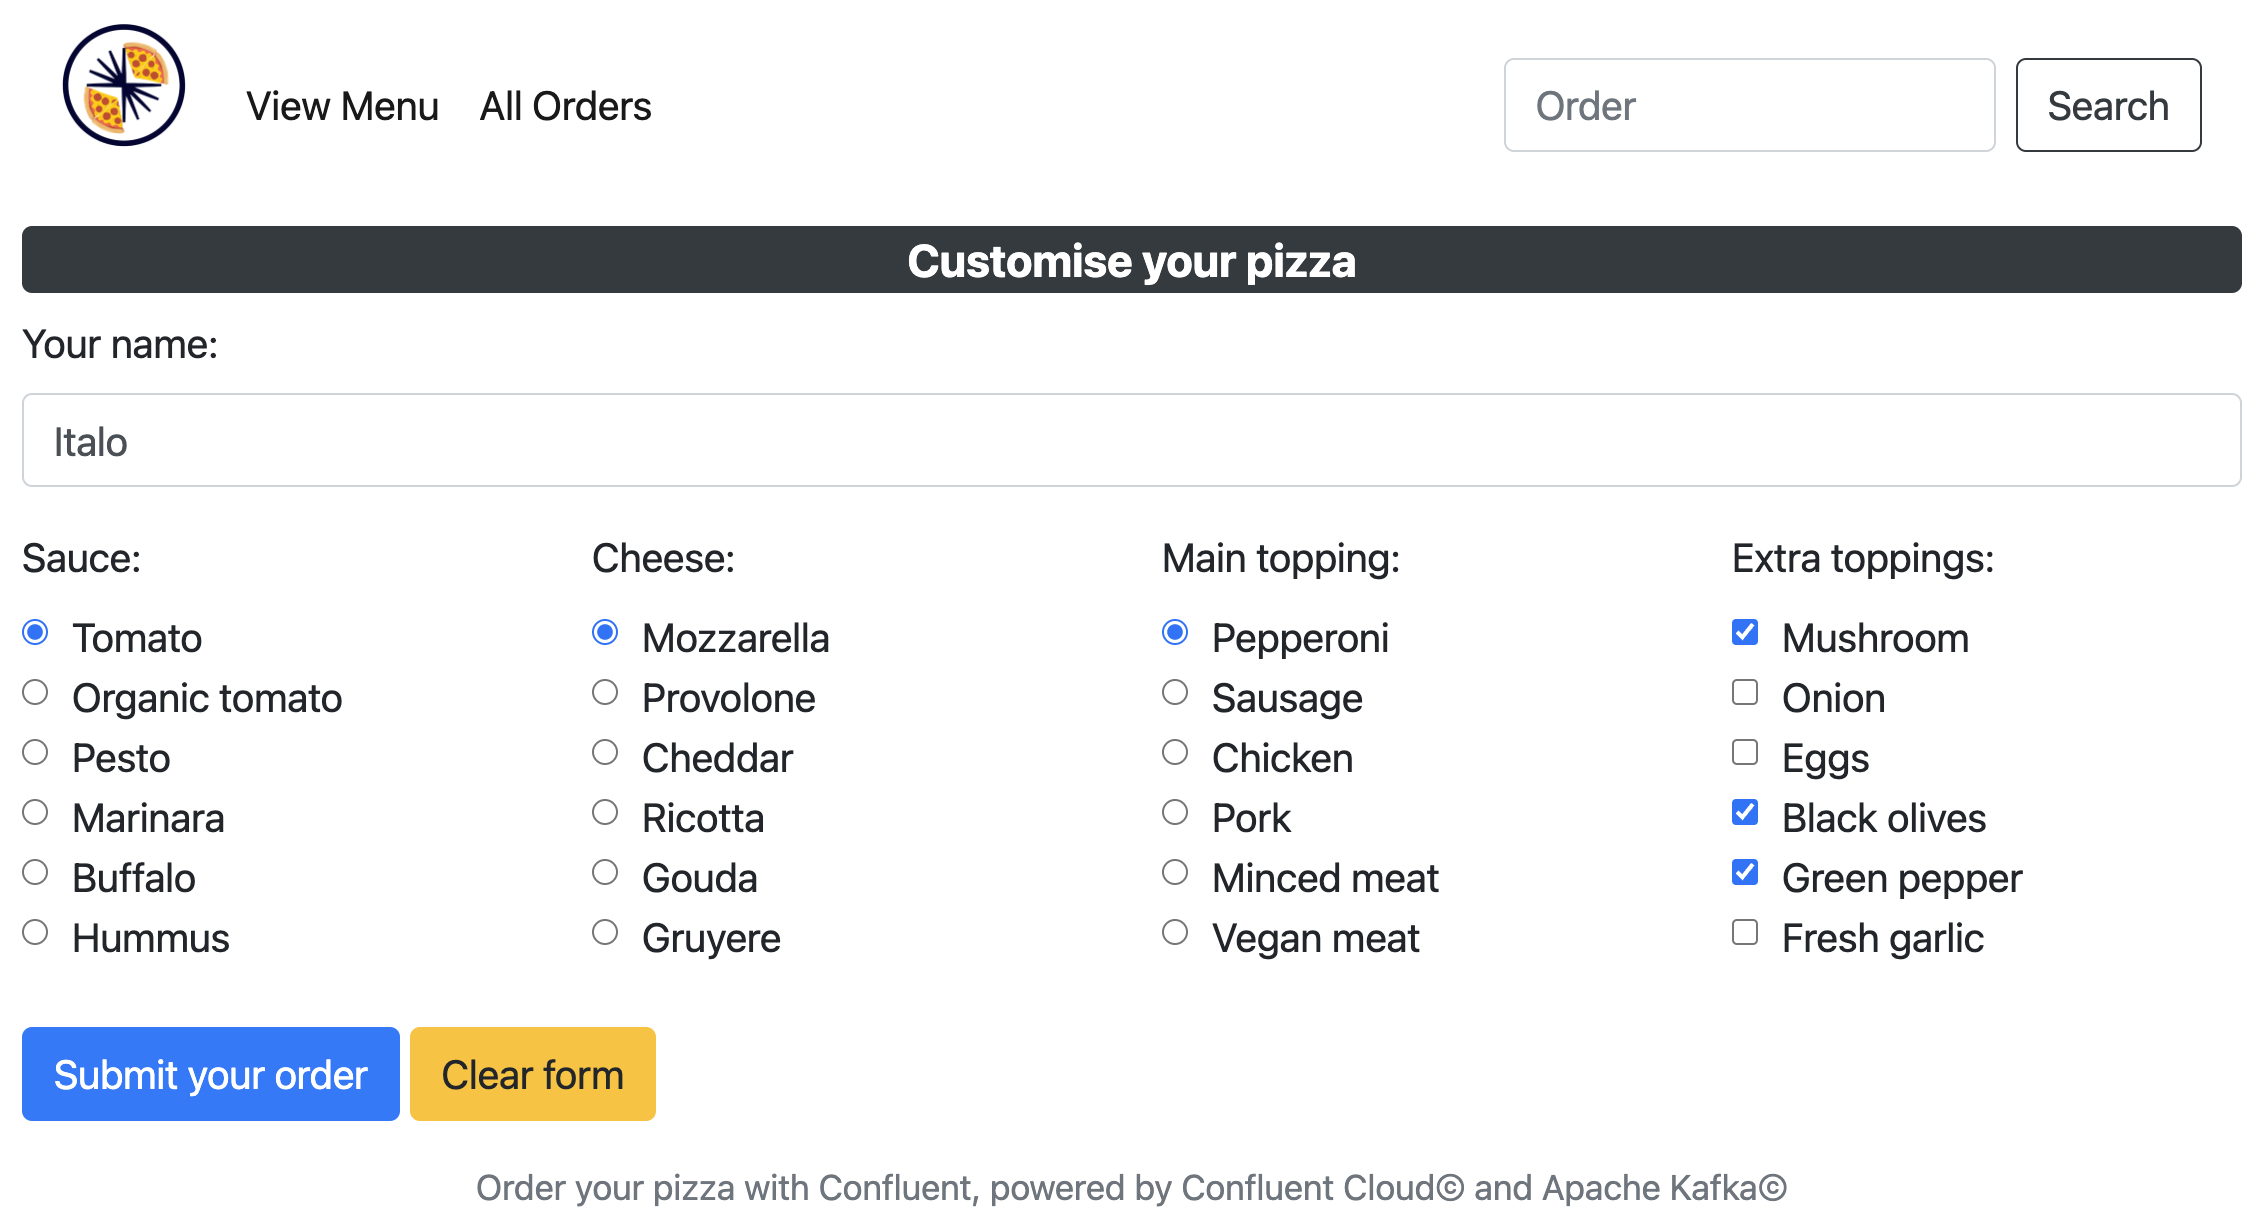 View Menu All Orders Order Search
Customise your pizza
Your name:
Italo
Sauce: Cheese: Main topping: Extra toppings:
Tomato Mozzarella Pepperoni Mushroom
Organic tomato Provolone Sausage Onion
Pesto Cheddar Chicken Eggs
Marinara Ricotta Pork Black olives
Buffalo Gouda Minced meat Green pepper
Hummus Gruyere Vegan meat Fresh garlic
Submit your order Clear form
Order your pizza with Confluent, powered by Confluent Cloud© and Apache Kafka©